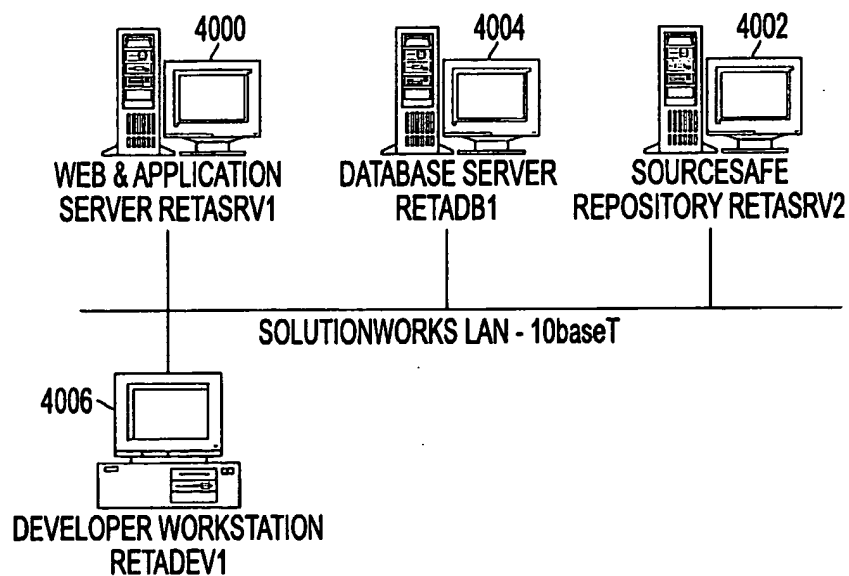 4000
4004
4002
WEB & APPLICATION
SERVER RETASRV1
DATABASE SERVER
RETADB1
SOURCESAFE
REPOSITORY RETASRV2
SOLUTIONWORKS LAN - 10baseT
4006
DEVELOPER WORKSTATION
RETADEV1